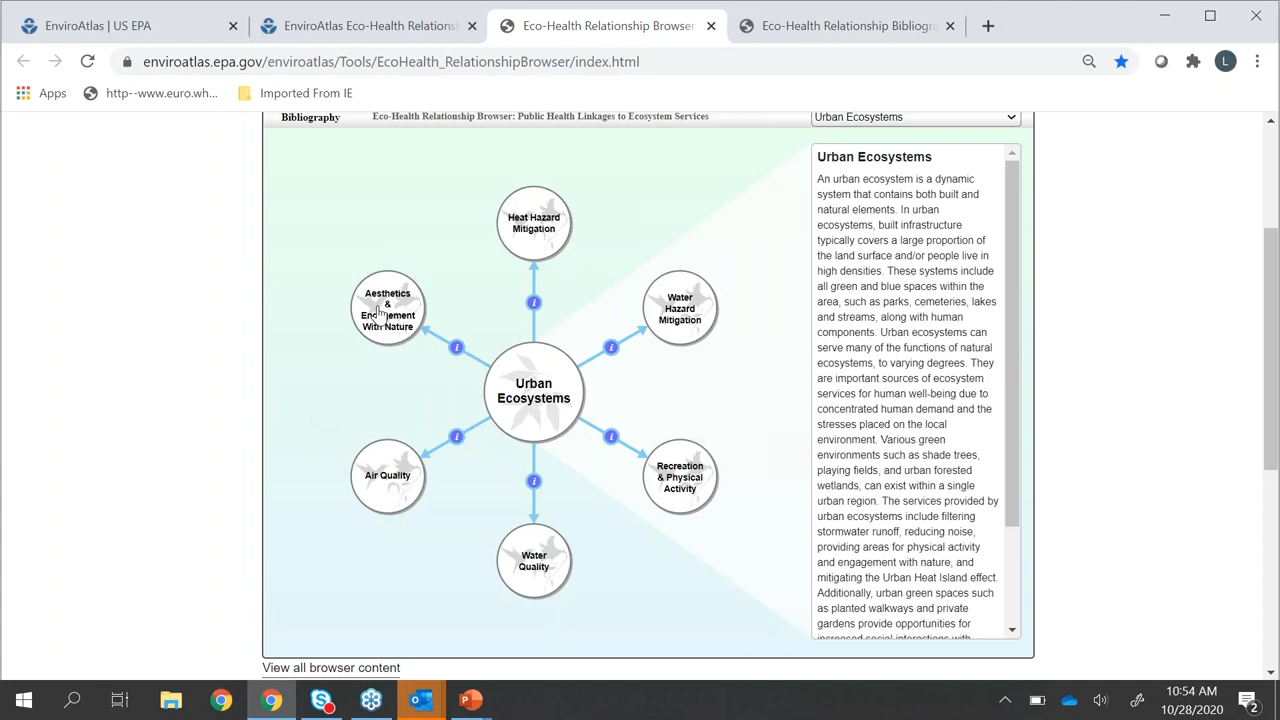 EnviroAtlas | US EPA
EnviroAtlas Eco-Health Relations
Eco-Health Relationship Browser
Eco-Health Relationship Bibliogra
enviroatlas.epa.gov/enviroatlas/Tools/EcoHealth_RelationshipBrowser/index.html
L
Apps
http--www.euro.wh...
Imported From IE
Bibliography
Eco-Health Relationship Browser: Public Health Linkages to Ecosystem Services
Urban Ecosystems
Heat Hazard
Mitigation
Aesthetics
&
With Nature
Water
Hazard
Mitigation
i
i
i
Urban
Ecosystems
i
i
i
Air Quality
Recreation
& Physical
Activity
Water
Quality
Urban Ecosystems
An urban ecosystem is a dynamic
system that contains both built and
natural elements. In urban
ecosystems, built infrastructure
typically covers a large proportion of
the land surface and/or people live in
high densities. These systems include
all green and blue spaces within the
area, such as parks, cemeteries, lakes
and streams, along with human
components. Urban ecosystems can
serve many of the functions of natural
ecosystems, to varying degrees. They
are important sources of ecosystem
services for human well-being due to
concentrated human demand and the
stresses placed on the local
environment. Various green
environments such as shade trees,
playing fields, and urban forested
wetlands, can exist within a single
urban region. The services provided by
urban ecosystems include filtering
stormwater runoff, reducing noise,
providing areas for physical activity
and engagement with nature, and
mitigating the Urban Heat Island effect.
Additionally, urban green spaces such
as planted walkways and private
gardens provide opportunities for
increased social interactions with
View all browser content
10:54 AM
10/28/2020
2